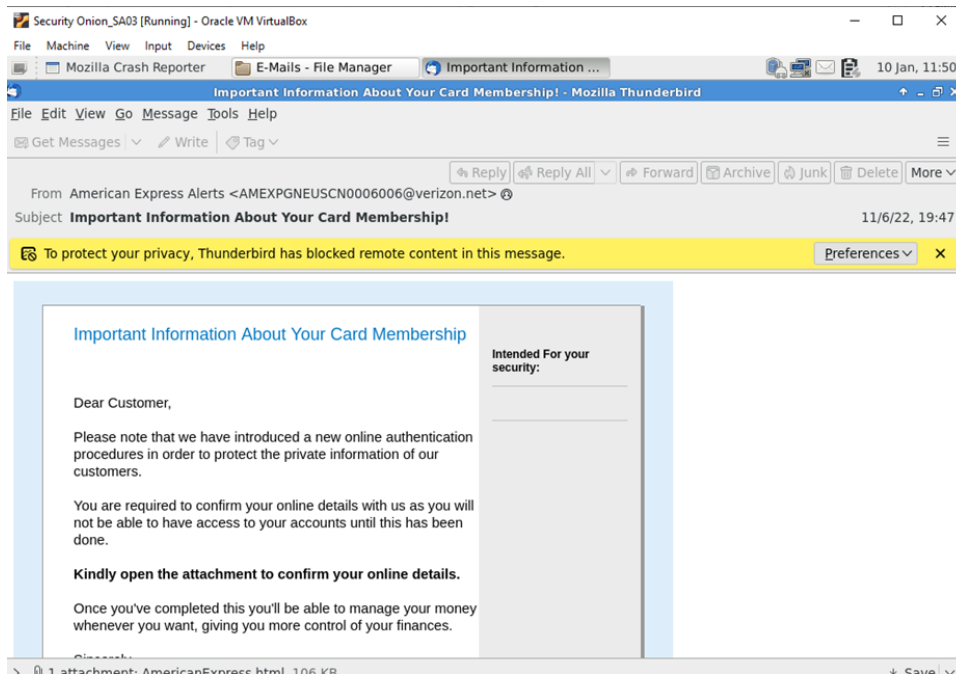 Security Onion_SA03 [Running] - Oracle VM VirtualBox
File Machine View Input Devices Help
Mozilla Crash Reporter E-Mails - File Manager Important Information ... 10 Jan, 11:50
Important Information About Your Card Membership! - Mozilla Thunderbird
File Edit View Go Message Tools Help
Get Messages Write Tag
Reply Reply All Forward Archive Junk Delete More
From American Express Alerts <AMEXPGNEUSCN0006006@verizon.net>
Subject Important Information About Your Card Membership! 11/6/22, 19:47
To protect your privacy, Thunderbird has blocked remote content in this message. Preferences
Important Information About Your Card Membership
Intended For your
security:
Dear Customer,
Please note that we have introduced a new online authentication
procedures in order to protect the private information of our
customers.
You are required to confirm your online details with us as you will
not be able to have access to your accounts until this has been
done.
Kindly open the attachment to confirm your online details.
Once you've completed this you'll be able to manage your money
whenever you want, giving you more control of your finances.
Sincerely
1 attachment: AmericanExpress.html 106 KB Save